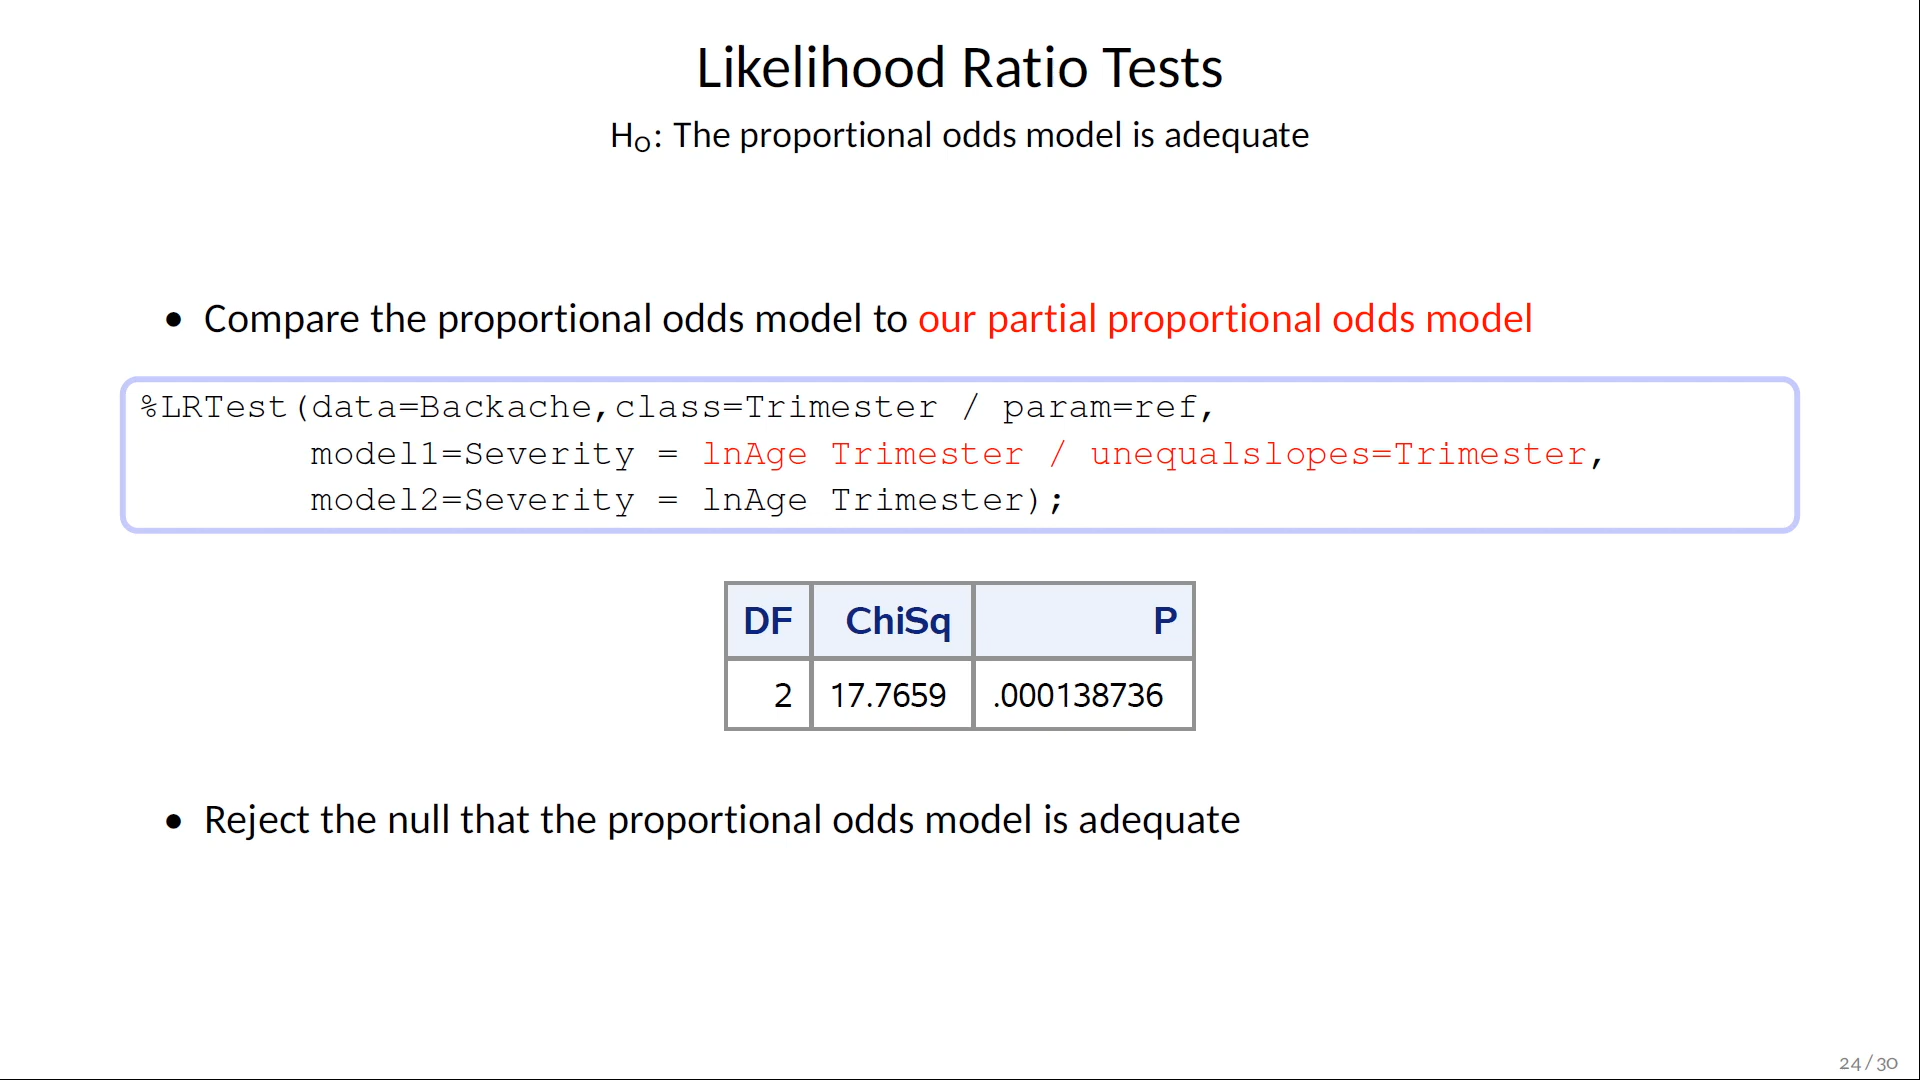 Likelihood Ratio Tests
H₀: The proportional odds model is adequate
• Compare the proportional odds model to our partial proportional odds model
%LRTest(data=Backache,class=Trimester / param=ref,
model1=Severity = lnAge Trimester / unequalslopes=Trimester,
model2=Severity = lnAge Trimester);
DF ChiSq P
2 17.7659 .000138736
• Reject the null that the proportional odds model is adequate
24/30